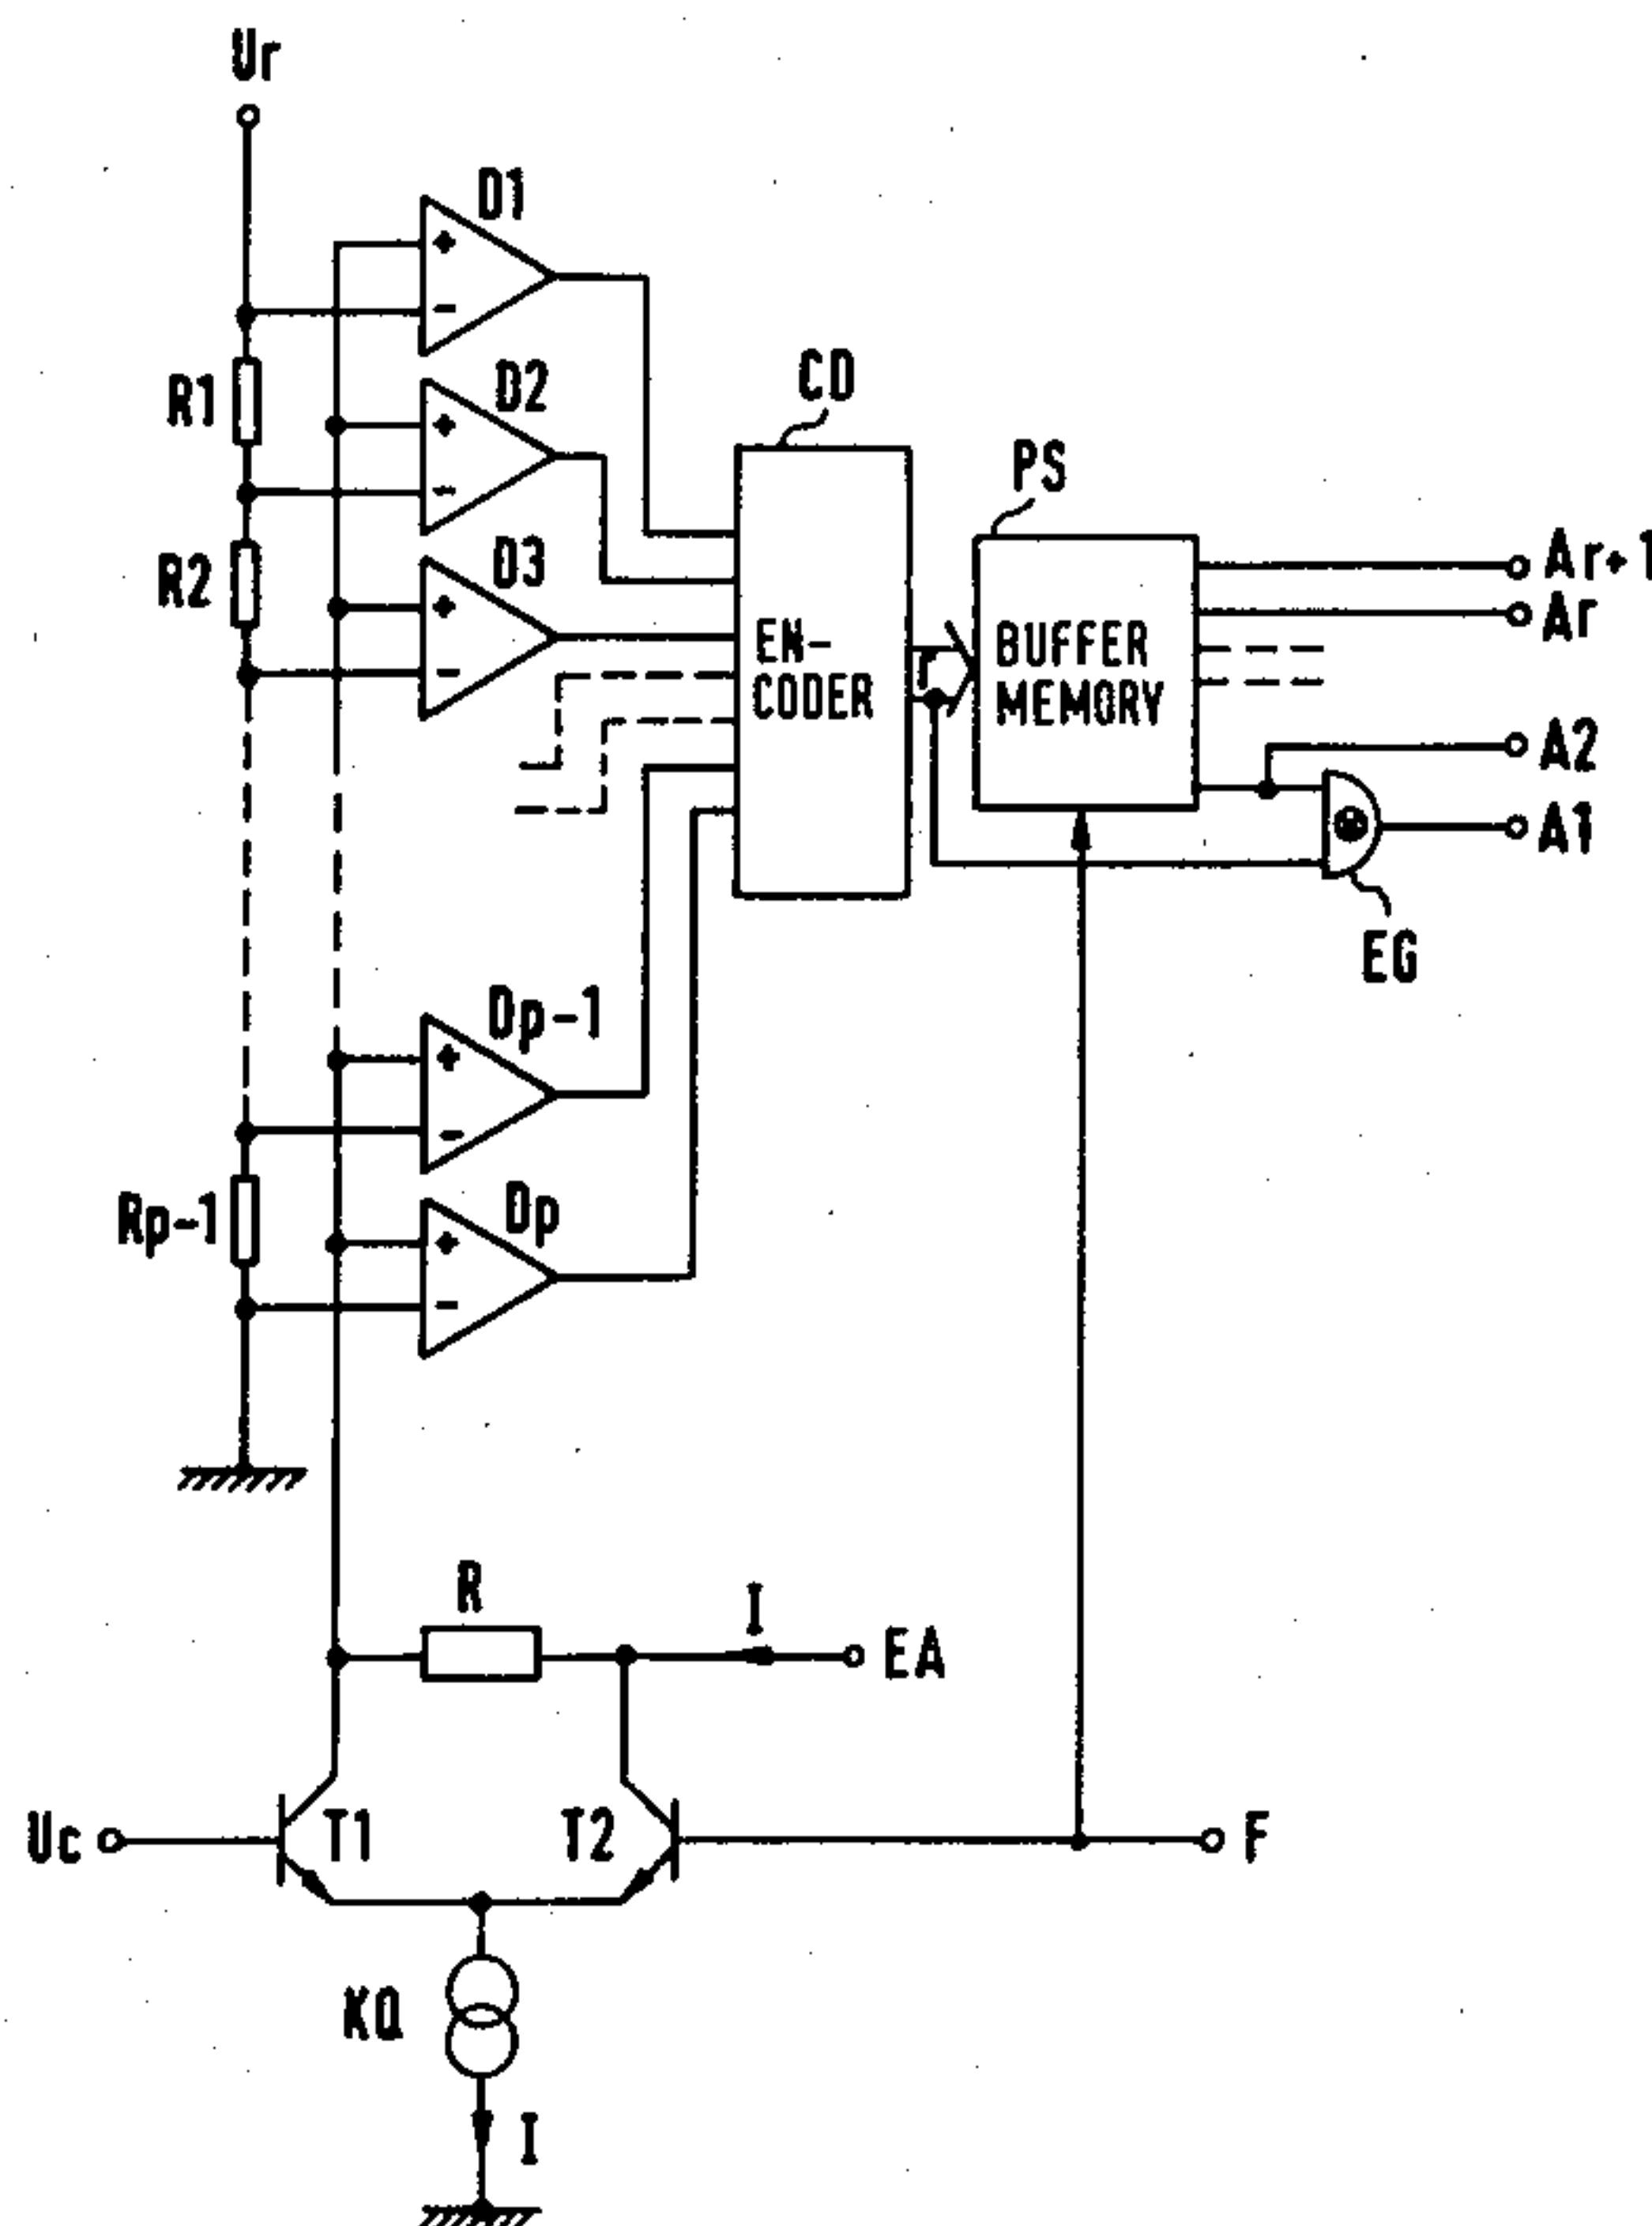 Ur
D1
R1
D2
CD
PS
R2
D3
Ar+1
Ar
EN-
CODER
r
BUFFER
MEMORY
A2
A1
EG
Dp-1
Rp-1
Dp
R
I
EA
Uc
T1
T2
F
KQ
I